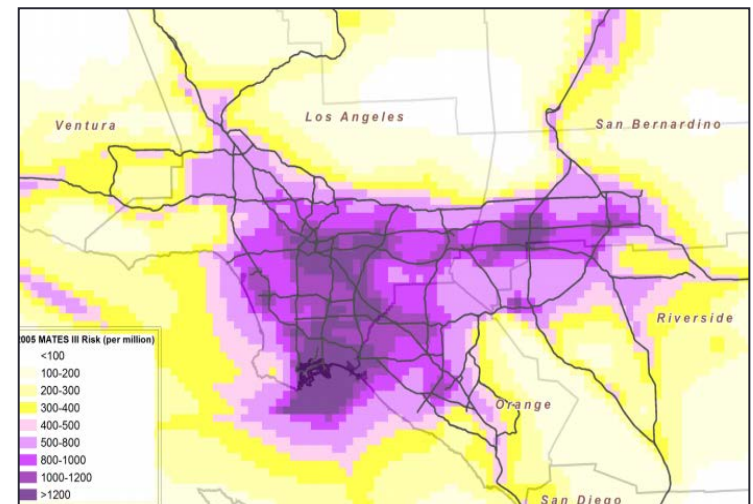 Ventura
Los Angeles
San Bernardino
Riverside
Orange
San Diego
2005 MATES III Risk (per million)
<100
100-200
200-300
300-400
400-500
500-800
800-1000
1000-1200
>1200